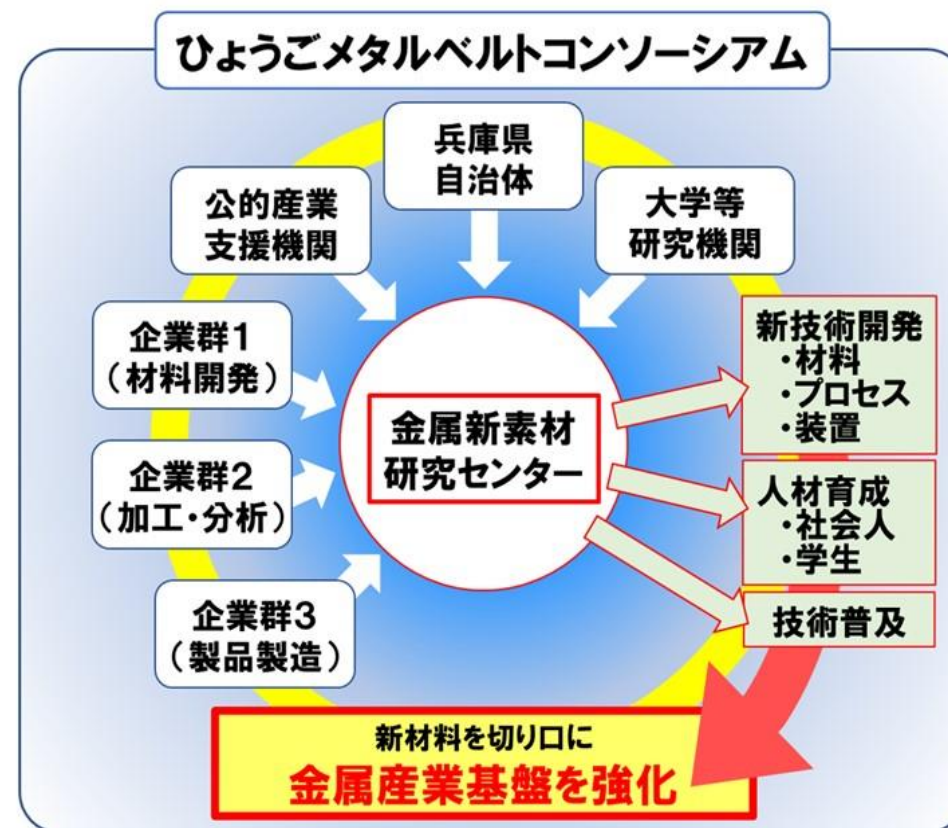 ひょうごメタルベルトコンソーシアム
兵庫県
自治体
公的産業
支援機関
大学等
研究機関
企業群1
（材料開発）
企業群2
（加工・分析）
企業群3
（製品製造）
金属新素材
研究センター
新技術開発
・材料
・プロセス
・装置
人材育成
・社会人
・学生
技術普及
新材料を切り口に
金属産業基盤を強化